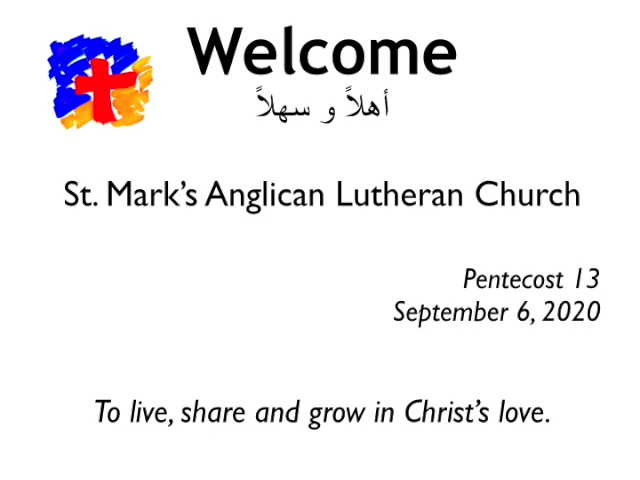 Welcome
أهلاً و سهلاً
St. Mark's Anglican Lutheran Church
Pentecost 13
September 6, 2020
To live, share and grow in Christ's love.